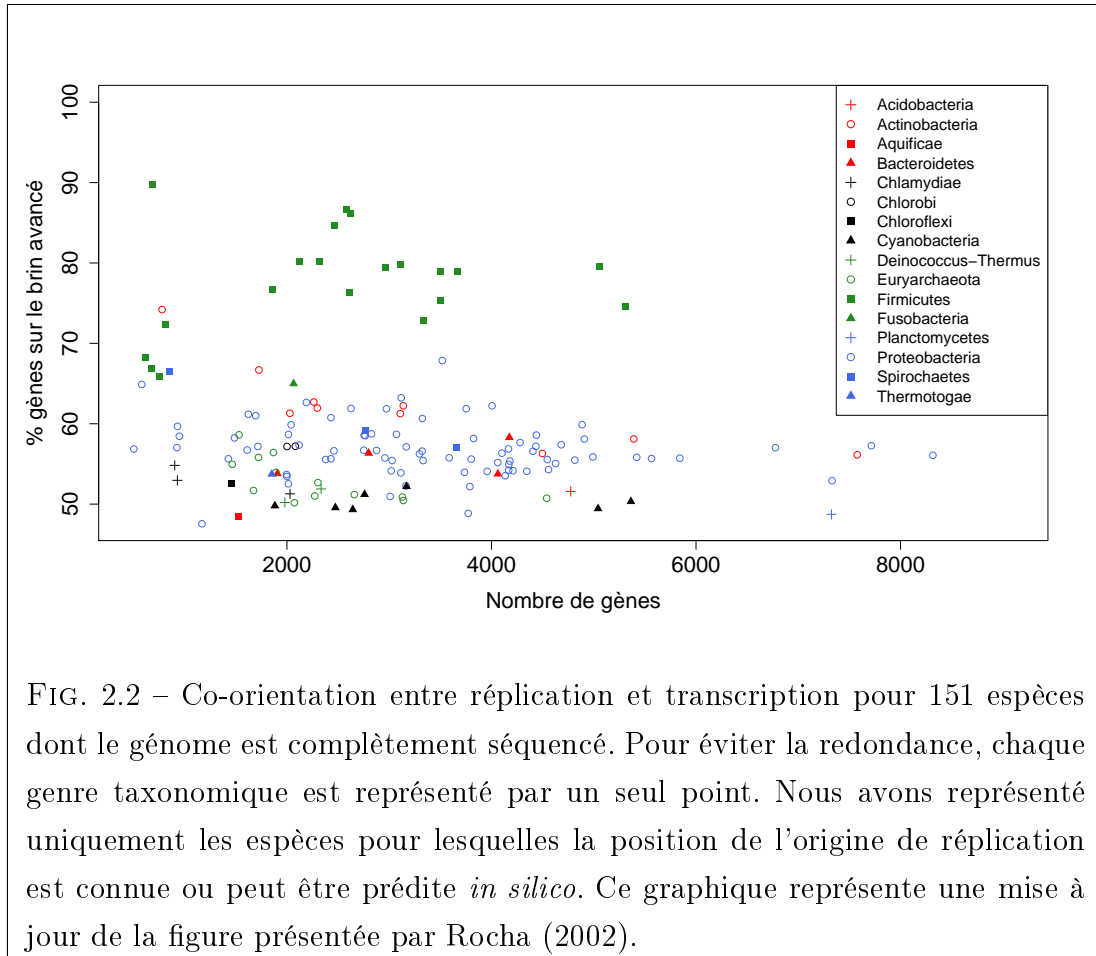 100
90
80
70
60
50
% gènes sur le brin avancé
2000
4000
6000
8000
Nombre de gènes
Acidobacteria
Actinobacteria
Aquificae
Bacteroidetes
Chlamydiae
Chlorobi
Chloroflexi
Cyanobacteria
Deinococcus−Thermus
Euryarchaeota
Firmicutes
Fusobacteria
Planctomycetes
Proteobacteria
Spirochaetes
Thermotogae
FIG. 2.2 – Co-orientation entre réplication et transcription pour 151 espèces
dont le génome est complètement séquencé. Pour éviter la redondance, chaque
genre taxonomique est représenté par un seul point. Nous avons représenté
uniquement les espèces pour lesquelles la position de l'origine de réplication
est connue ou peut être prédite in silico. Ce graphique représente une mise à
jour de la figure présentée par Rocha (2002).